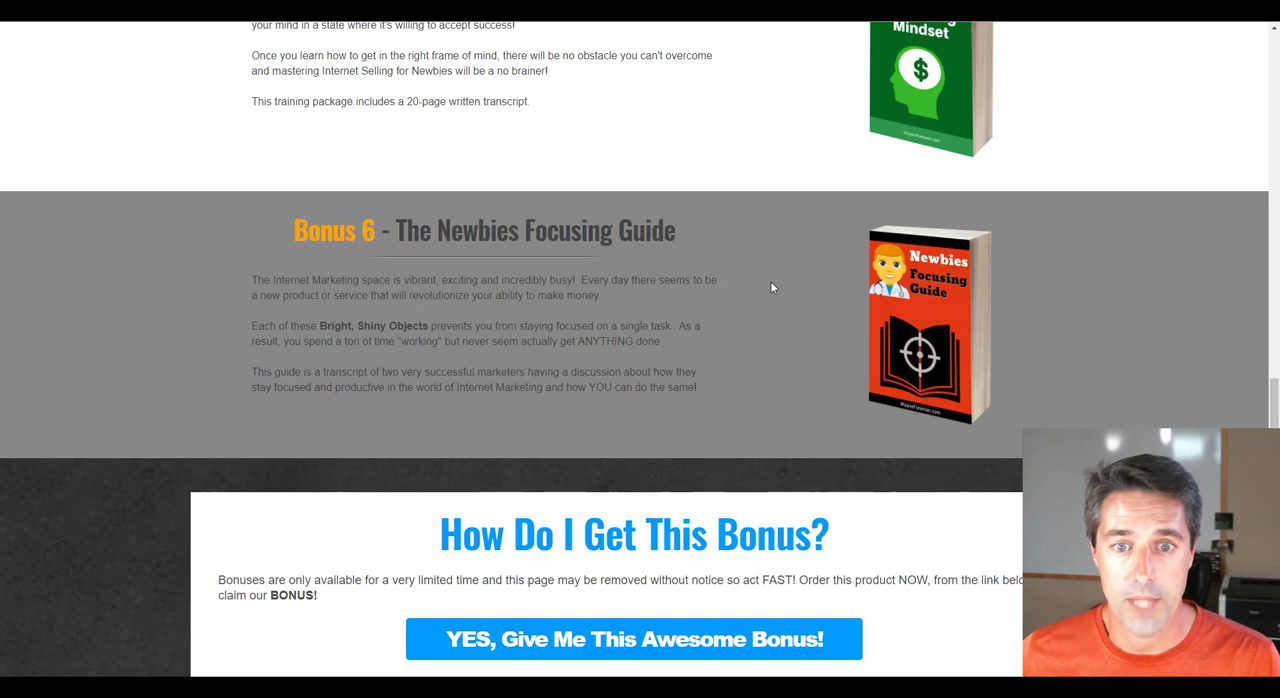 your mind in a state where it's willing to accept success!
Once you learn how to get in the right frame of mind, there will be no obstacle you can't overcome
and mastering Internet Selling for Newbies will be a no brainer!
This training package includes a 20-page written transcript.
Mindset
$
WayneForeman.com
Bonus 6 - The Newbies Focusing Guide
The Internet Marketing space is vibrant, exciting and incredibly busy! Every day there seems to be
a new product or service that will revolutionize your ability to make money.
Each of these Bright, Shiny Objects prevents you from staying focused on a single task. As a
result, you spend a ton of time "working" but never seem actually get ANYTHING done.
This guide is a transcript of two very successful marketers having a discussion about how they
stay focused and productive in the world of Internet Marketing and how YOU can do the same!
Newbies
Focusing
Guide
WayneForeman.com
How Do I Get This Bonus?
Bonuses are only available for a very limited time and this page may be removed without notice so act FAST! Order this product NOW, from the link
claim our BONUS!
YES, Give Me This Awesome Bonus!